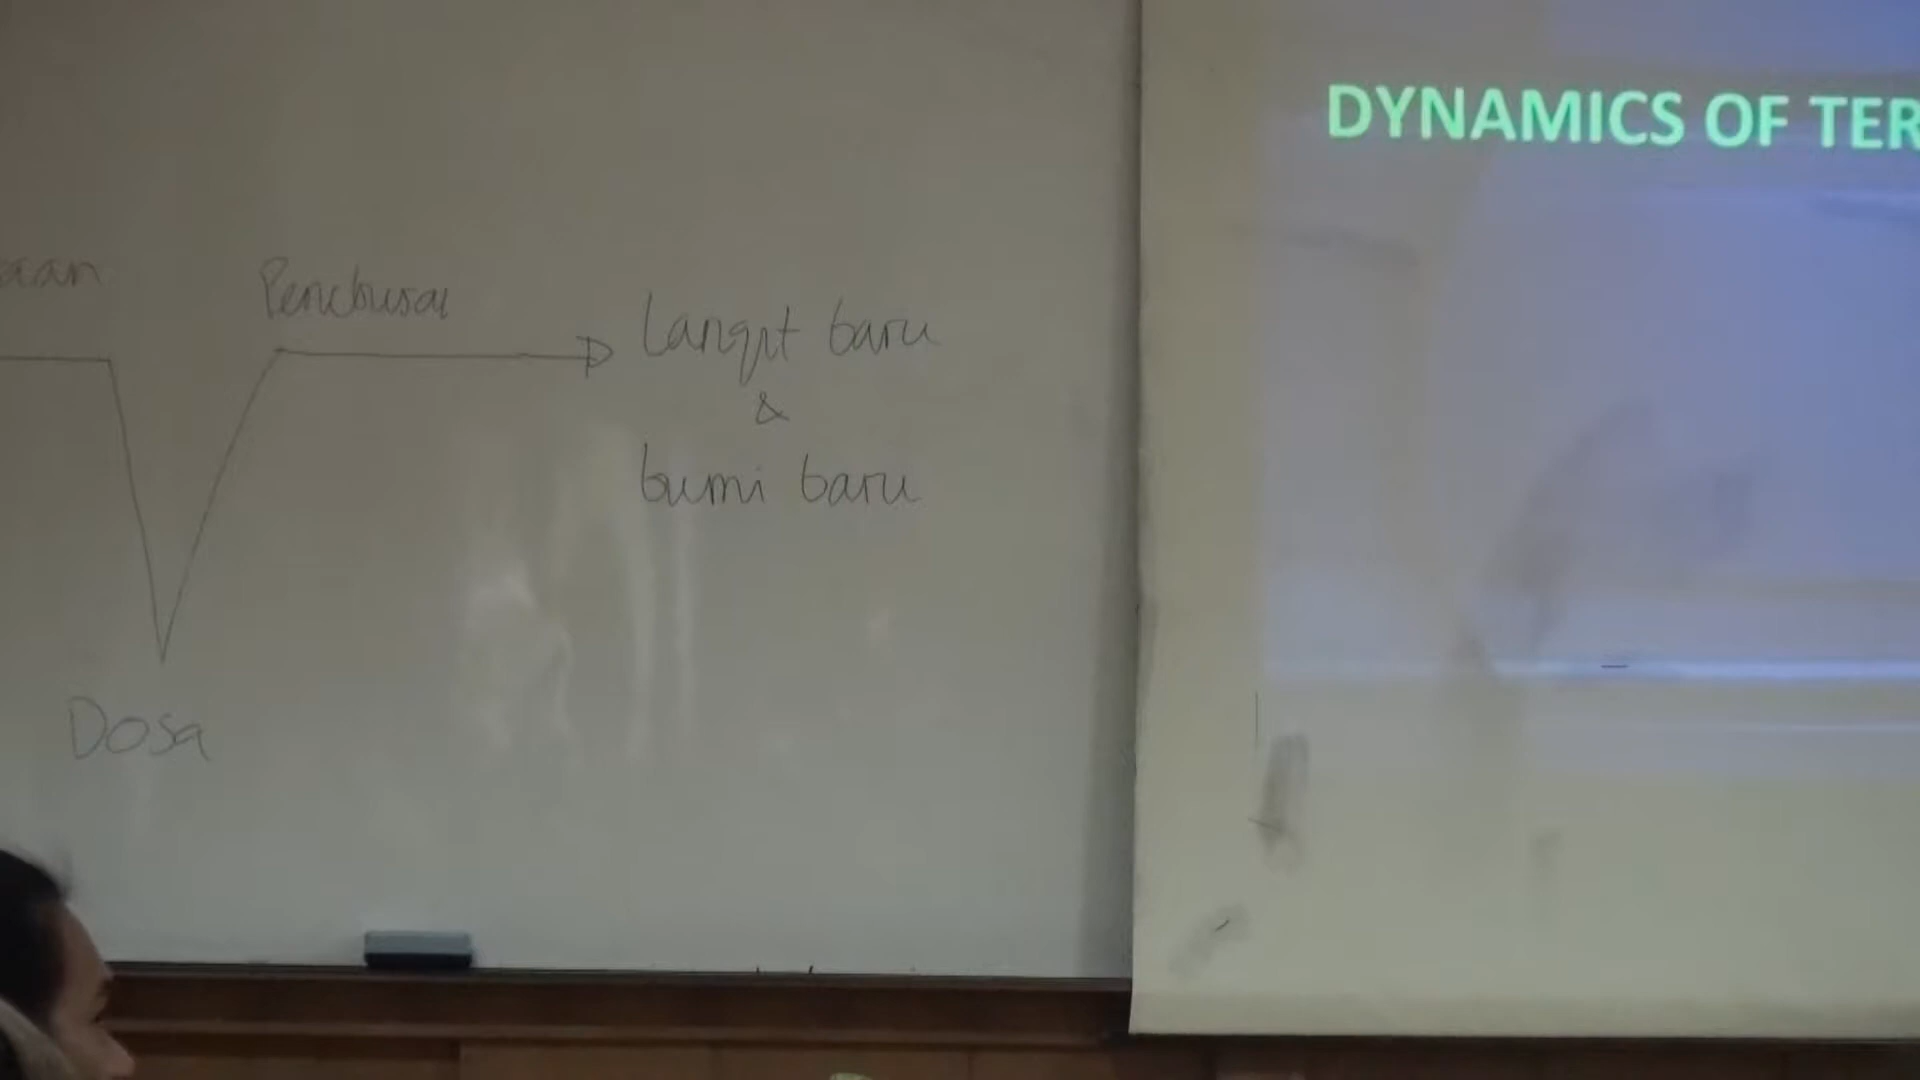 aan
Penebusan
Langit baru
&
bumi baru
Dosa
DYNAMICS OF TER